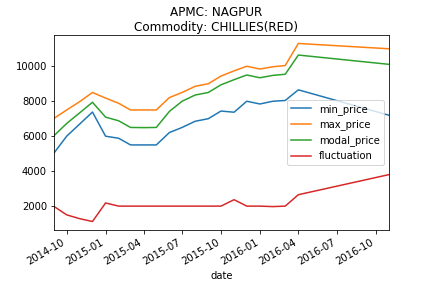 APMC: NAGPUR
Commodity: CHILLIES(RED)
10000
8000
6000
4000
2000
min_price
max_price
modal_price
fluctuation
2014-10
2015-01
2015-04
2015-07
2015-10
2016-01
2016-04
2016-07
2016-10
date